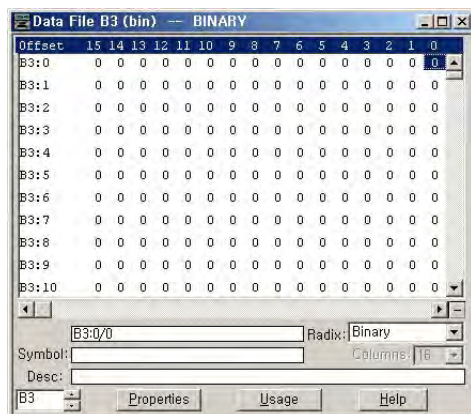 Data File B3 (bin) -- BINARY
Offset 15 14 13 12 11 10 9 8 7 6 5 4 3 2 1 0
B3:0 0 0 0 0 0 0 0 0 0 0 0 0 0 0 0 0
B3:1 0 0 0 0 0 0 0 0 0 0 0 0 0 0 0 0
B3:2 0 0 0 0 0 0 0 0 0 0 0 0 0 0 0 0
B3:3 0 0 0 0 0 0 0 0 0 0 0 0 0 0 0 0
B3:4 0 0 0 0 0 0 0 0 0 0 0 0 0 0 0 0
B3:5 0 0 0 0 0 0 0 0 0 0 0 0 0 0 0 0
B3:6 0 0 0 0 0 0 0 0 0 0 0 0 0 0 0 0
B3:7 0 0 0 0 0 0 0 0 0 0 0 0 0 0 0 0
B3:8 0 0 0 0 0 0 0 0 0 0 0 0 0 0 0 0
B3:9 0 0 0 0 0 0 0 0 0 0 0 0 0 0 0 0
B3:10 0 0 0 0 0 0 0 0 0 0 0 0 0 0 0 0
B3:0/0 Radix: Binary
Symbol: Columns: 16
Desc:
B3 Properties Usage Help